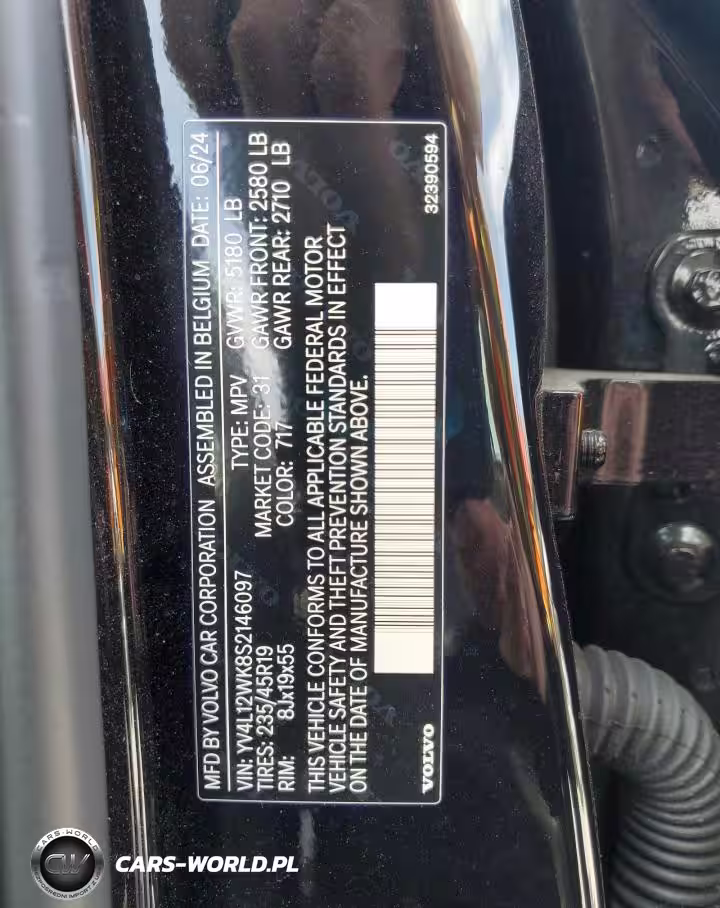 MFD BY VOLVO CAR CORPORATION ASSEMBLED IN BELGIUM DATE: 06/24
VIN: YV4L12WK8S2146097 TYPE: MPV GVWR: 5180 LB
TIRES: 235/45R19 MARKET CODE: 31 GAWR FRONT: 2580 LB
RIM: 8Jx19x55 COLOR: 717 GAWR REAR: 2710 LB
THIS VEHICLE CONFORMS TO ALL APPLICABLE FEDERAL MOTOR
VEHICLE SAFETY AND THEFT PREVENTION STANDARDS IN EFFECT
ON THE DATE OF MANUFACTURE SHOWN ABOVE.
VOLVO 32390594
CARS-WORLD
CW
CARS-WORLD.PL